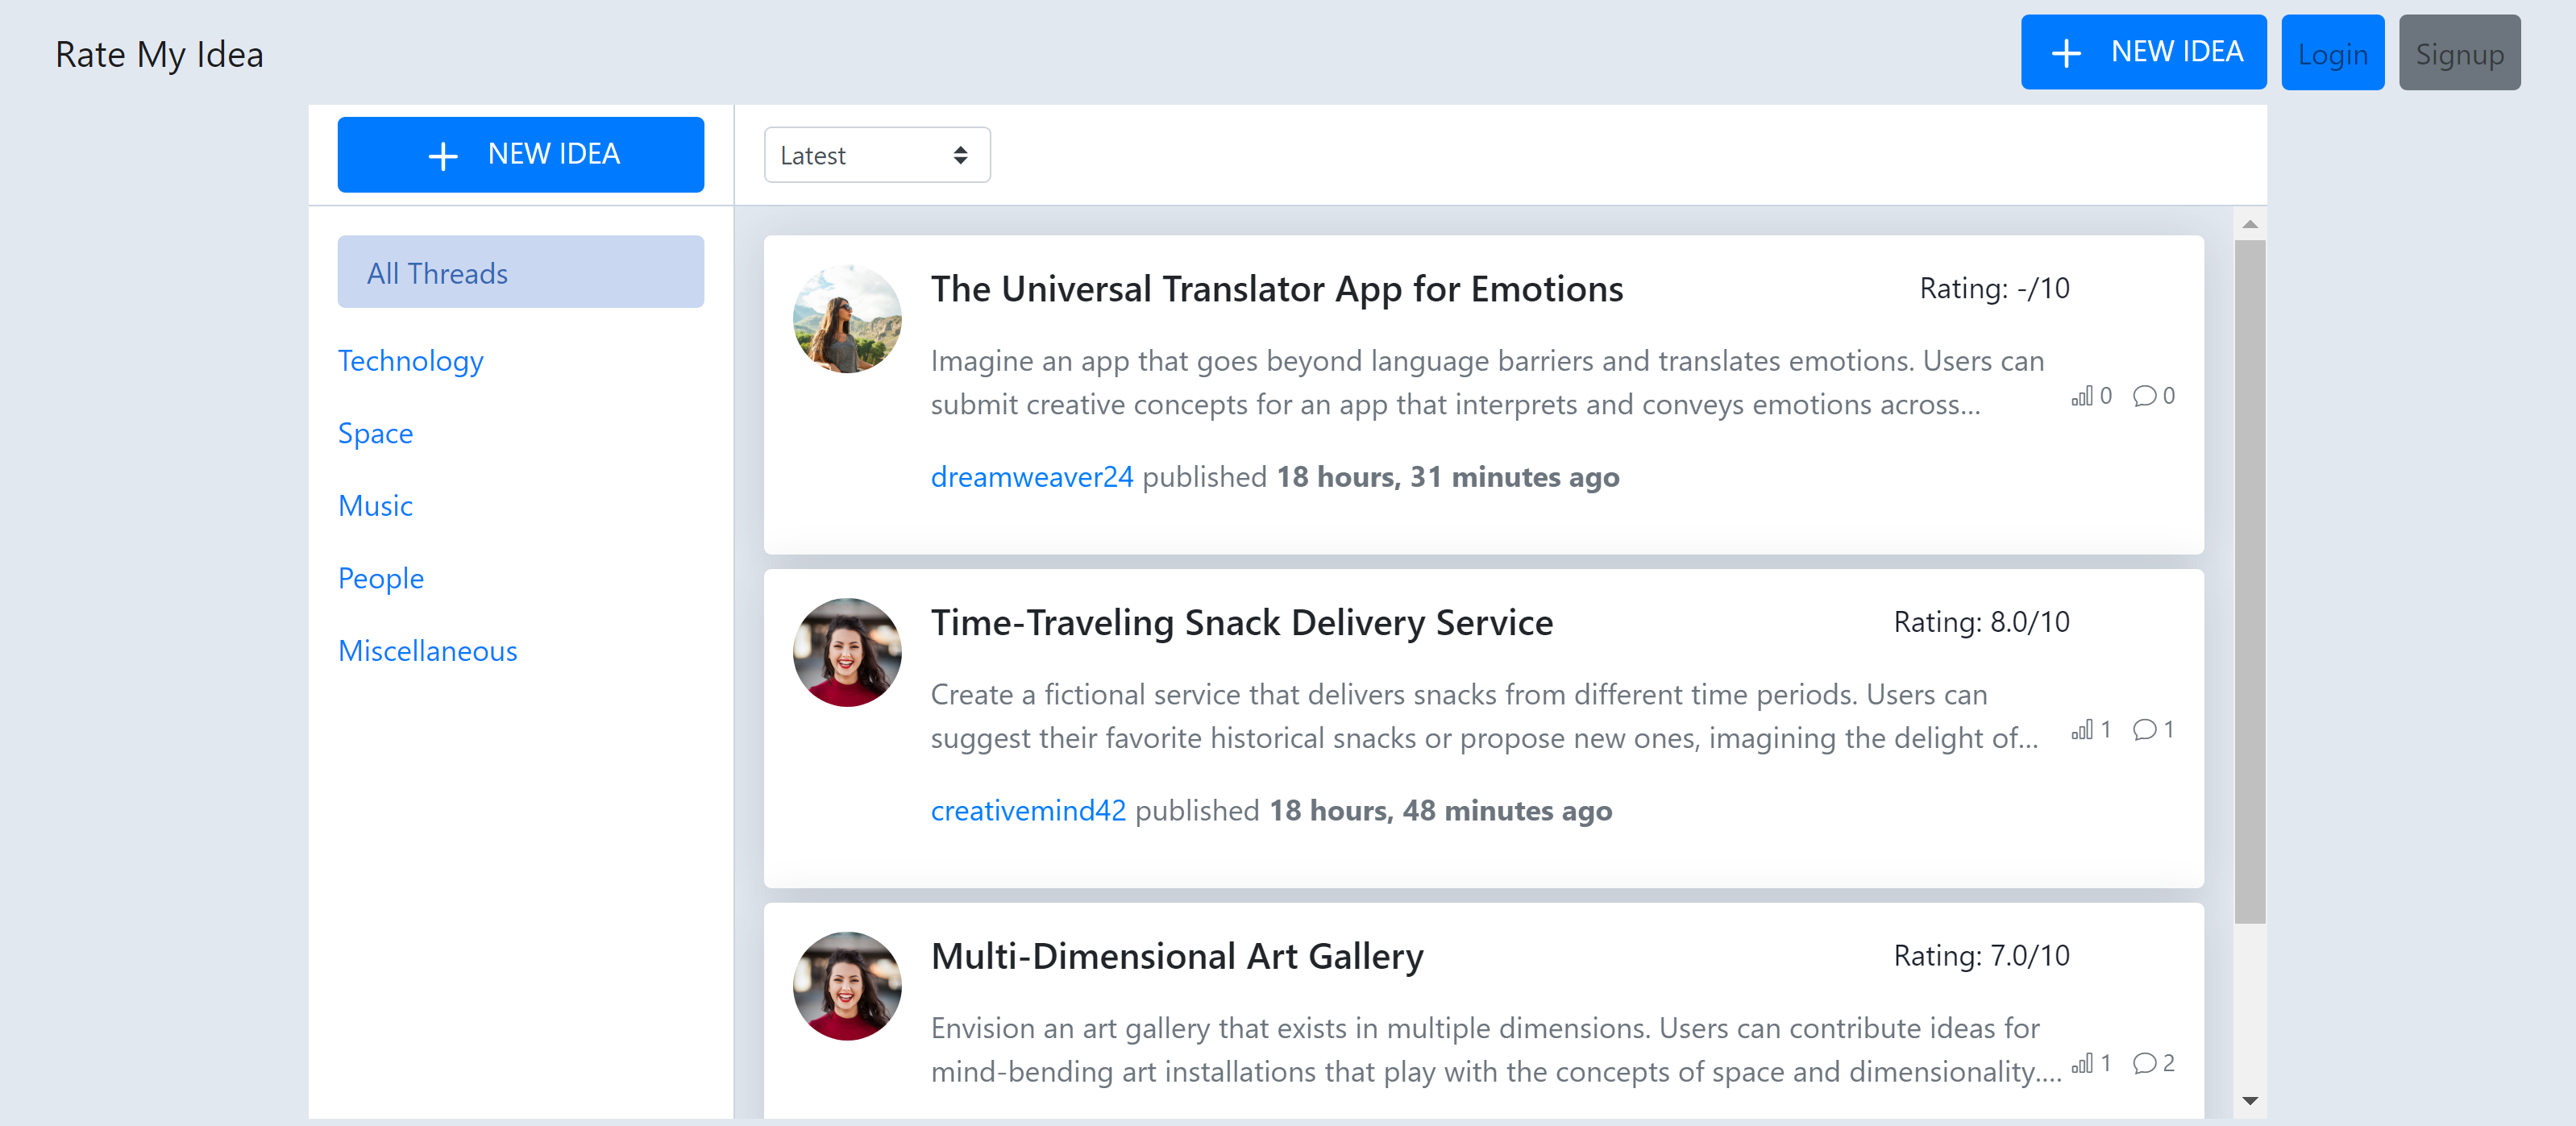 Rate My Idea
NEW IDEA
Login
Signup
NEW IDEA
Latest
All Threads
Technology
Space
Music
People
Miscellaneous
The Universal Translator App for Emotions
Rating: -/10
Imagine an app that goes beyond language barriers and translates emotions. Users can
submit creative concepts for an app that interprets and conveys emotions across...
0 0
dreamweaver24 published 18 hours, 31 minutes ago
Time-Traveling Snack Delivery Service
Rating: 8.0/10
Create a fictional service that delivers snacks from different time periods. Users can
suggest their favorite historical snacks or propose new ones, imagining the delight of...
1 1
creativemind42 published 18 hours, 48 minutes ago
Multi-Dimensional Art Gallery
Rating: 7.0/10
Envision an art gallery that exists in multiple dimensions. Users can contribute ideas for
mind-bending art installations that play with the concepts of space and dimensionality....
1 2